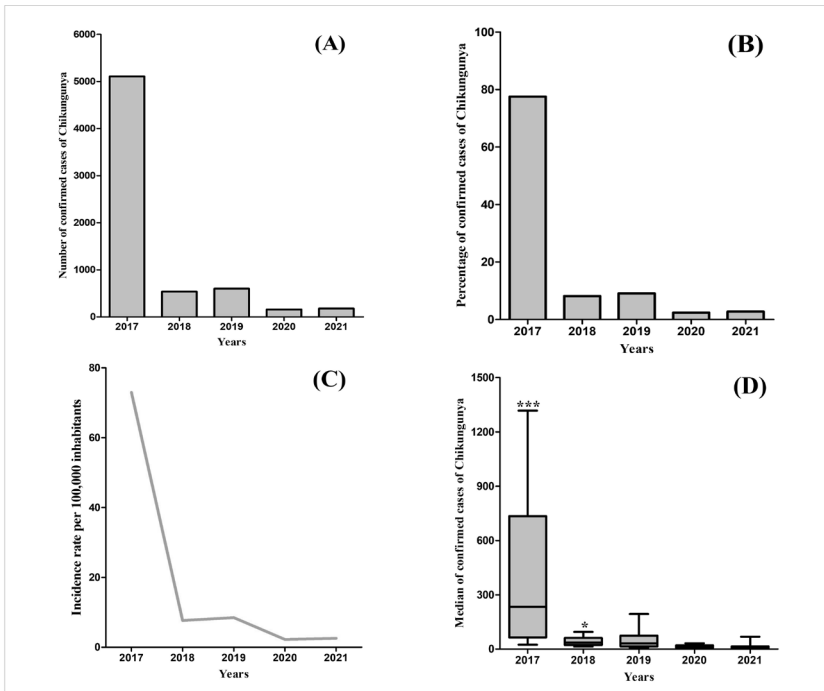 (A)
Number of confirmed cases of Chikungunya
6000
5000
4000
3000
2000
1000
0
2017 2018 2019 2020 2021
Years
(B)
Percentage of confirmed cases of Chikungunya
100
80
60
40
20
0
2017 2018 2019 2020 2021
Years
(C)
Incidence rate per 100,000 inhabitants
80
60
40
20
0
2017 2018 2019 2020 2021
Years
(D)
Median of confirmed cases of Chikungunya
1500
1200
900
600
300
0
***
*
2017 2018 2019 2020 2021
Years